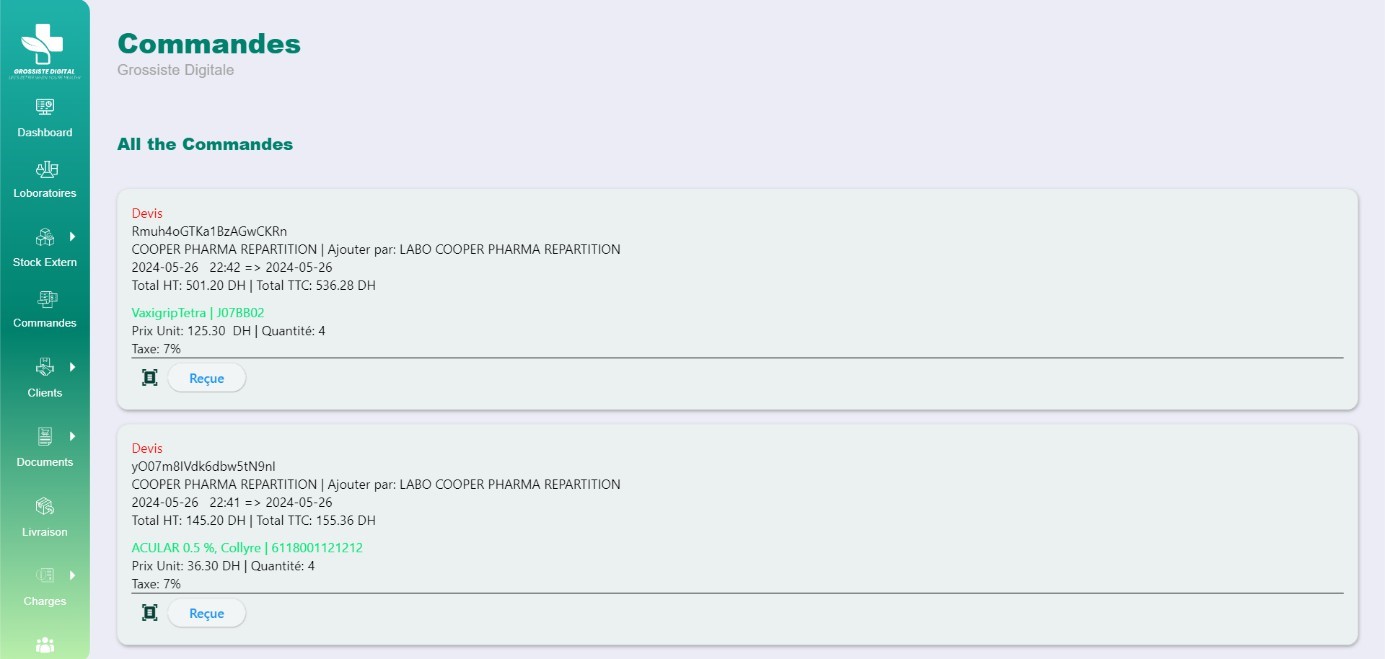 GROSSISTE DIGITAL
Dashboard
Loboratoires
Stock Extern
Commandes
Clients
Documents
Livraison
Charges
Commandes
Grossiste Digitale
All the Commandes
Devis
Rmuh4oGTKa1BzAGwCKRn
COOPER PHARMA REPARTITION | Ajouter par: LABO COOPER PHARMA REPARTITION
2024-05-26 22:42 => 2024-05-26
Total HT: 501.20 DH | Total TTC: 536.28 DH
VaxigripTetra | J07BB02
Prix Unit: 125.30 DH | Quantité: 4
Taxe: 7%
Reçue
Devis
yO07m8IVdk6dbw5tN9nI
COOPER PHARMA REPARTITION | Ajouter par: LABO COOPER PHARMA REPARTITION
2024-05-26 22:41 => 2024-05-26
Total HT: 145.20 DH | Total TTC: 155.36 DH
ACULAR 0.5 %, Collyre | 6118001121212
Prix Unit: 36.30 DH | Quantité: 4
Taxe: 7%
Reçue